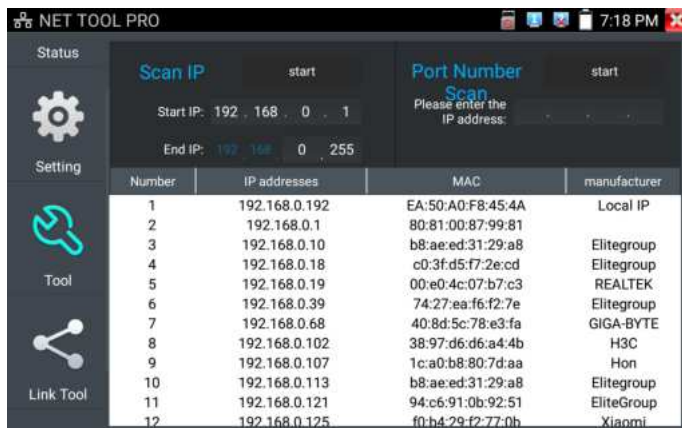 NET TOOL PRO 7:18 PM
Status
Setting
Tool
Link Tool
Scan IP start
Start IP: 192 . 168 . 0 . 1
End IP: 192 . 168 . 0 . 255
Port Number Scan start
Please enter the
IP address: . . .
Number IP addresses MAC manufacturer
1 192.168.0.192 EA:50:A0:F8:45:4A Local IP
2 192.168.0.1 80:81:00:87:99:81
3 192.168.0.10 b8:ae:ed:31:29:a8 Elitegroup
4 192.168.0.18 c0:3f:d5:f7:2e:cd Elitegroup
5 192.168.0.19 00:e0:4c:07:b7:c3 REALTEK
6 192.168.0.39 74:27:ea:f6:f2:7e Elitegroup
7 192.168.0.68 40:8d:5c:78:e3:fa GIGA-BYTE
8 192.168.0.102 38:97:d6:d6:a4:4b H3C
9 192.168.0.107 1c:a0:b8:80:7d:aa Hon
10 192.168.0.113 b8:ae:ed:31:29:a8 Elitegroup
11 192.168.0.121 94:c6:91:0b:92:51 EliteGroup
12 192.168.0.125 f0:b4:29:f2:77:0b Xiaomi